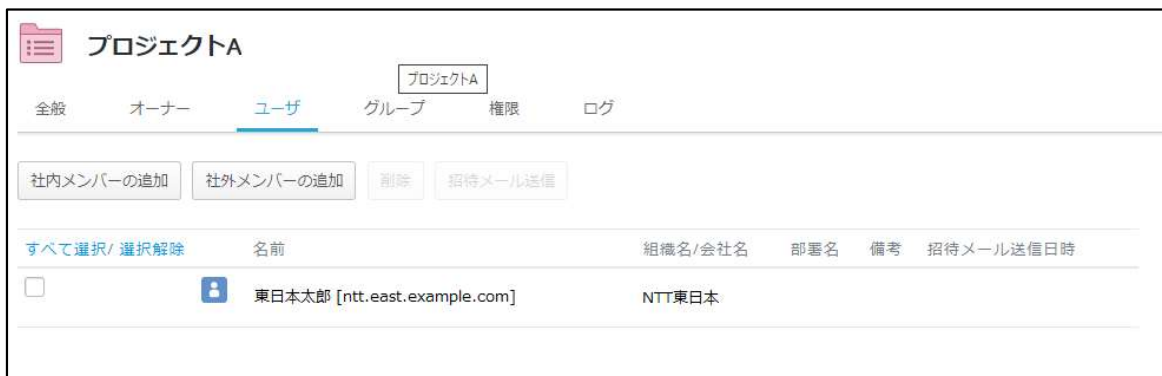 プロジェクトA
プロジェクトA
全般 オーナー ユーザ グループ 権限 ログ
社内メンバーの追加 社外メンバーの追加 削除 招待メール送信
すべて選択/ 選択解除 名前 組織名/会社名 部署名 備考 招待メール送信日時
東日本太郎 [ntt.east.example.com] NTT東日本